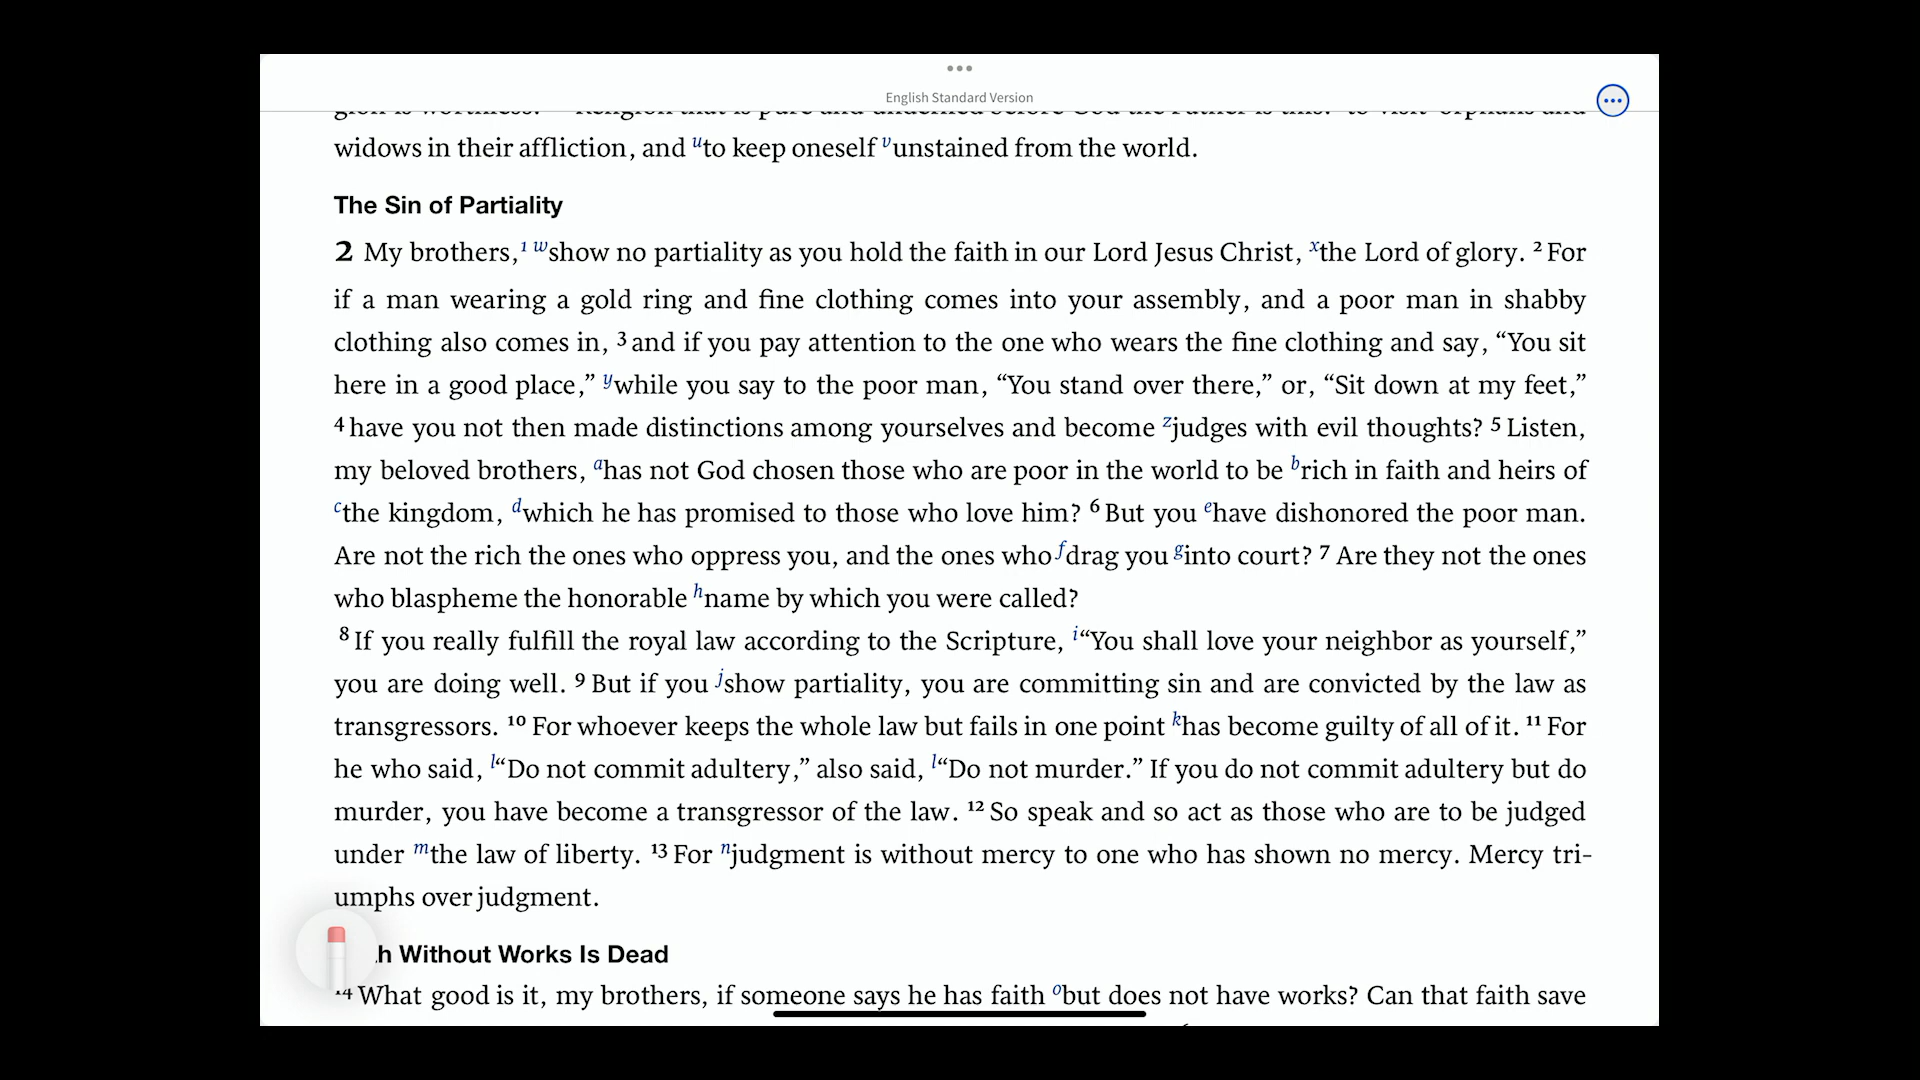 English Standard Version
widows in their affliction, and ᵘto keep oneself ᵛunstained from the world.
The Sin of Partiality
2 My brothers,¹ ʷshow no partiality as you hold the faith in our Lord Jesus Christ, ˣthe Lord of glory. ² For
if a man wearing a gold ring and fine clothing comes into your assembly, and a poor man in shabby
clothing also comes in, ³ and if you pay attention to the one who wears the fine clothing and say, “You sit
here in a good place,” ʸwhile you say to the poor man, “You stand over there,” or, “Sit down at my feet,”
⁴ have you not then made distinctions among yourselves and become ᶻjudges with evil thoughts? ⁵ Listen,
my beloved brothers, ᵃhas not God chosen those who are poor in the world to be ᵇrich in faith and heirs of
ᶜthe kingdom, ᵈwhich he has promised to those who love him? ⁶ But you ᵉhave dishonored the poor man.
Are not the rich the ones who oppress you, and the ones who ᶠdrag you ᵍinto court? ⁷ Are they not the ones
who blaspheme the honorable ʰname by which you were called?
⁸ If you really fulfill the royal law according to the Scripture, ⁱ“You shall love your neighbor as yourself,”
you are doing well. ⁹ But if you ʲshow partiality, you are committing sin and are convicted by the law as
transgressors. ¹⁰ For whoever keeps the whole law but fails in one point ᵏhas become guilty of all of it. ¹¹ For
he who said, ˡ“Do not commit adultery,” also said, ˡ“Do not murder.” If you do not commit adultery but do
murder, you have become a transgressor of the law. ¹² So speak and so act as those who are to be judged
under ᵐthe law of liberty. ¹³ For ⁿjudgment is without mercy to one who has shown no mercy. Mercy tri-
umphs over judgment.
h Without Works Is Dead
¹⁴ What good is it, my brothers, if someone says he has faith ᵒbut does not have works? Can that faith save